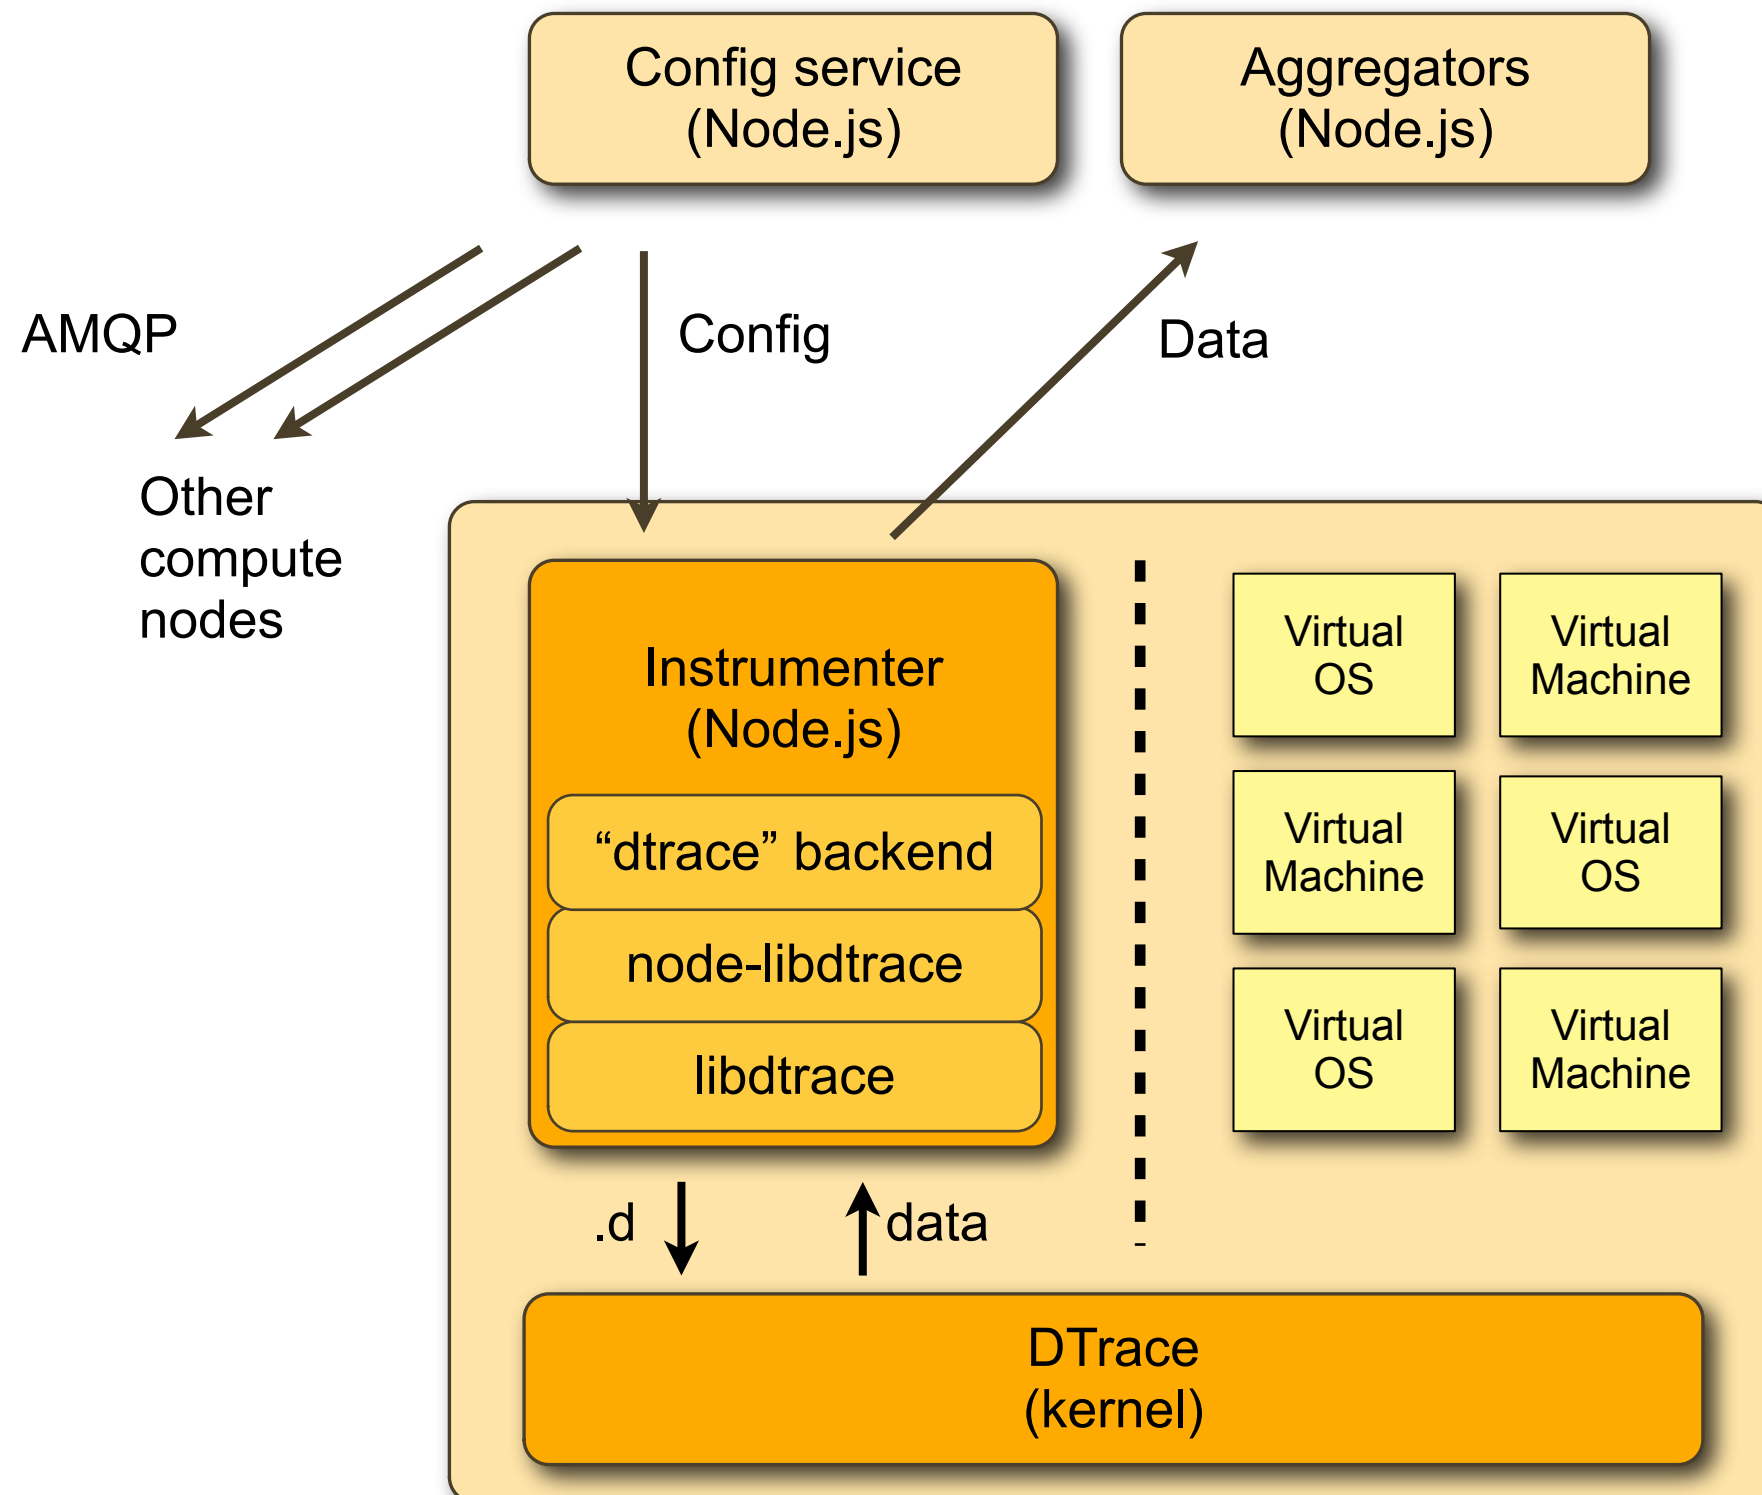 Config service
(Node.js)
Aggregators
(Node.js)
AMQP
Config
Data
Other
compute
nodes
Instrumenter
(Node.js)
“dtrace” backend
node-libdtrace
libdtrace
Virtual
OS
Virtual
Machine
Virtual
Machine
Virtual
OS
Virtual
OS
Virtual
Machine
.d
data
DTrace
(kernel)